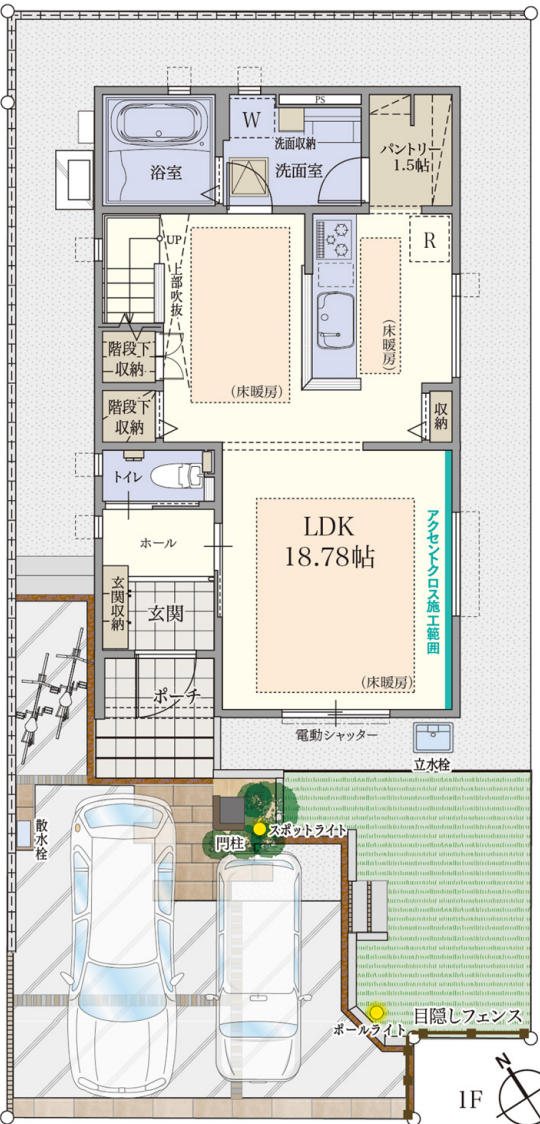 PS
W
洗面収納
浴室
洗面室
パントリー
1.5帖
UP
上部吹抜
R
(床暖房)
(床暖房)
階段下
収納
階段下
収納
収納
トイレ
ホール
LDK
18.78帖
アクセントクロス施工範囲
玄関収納
玄関
(床暖房)
ポーチ
電動シャッター
立水栓
散水栓
スポットライト
門柱
ポールライト
目隠しフェンス
N
1F